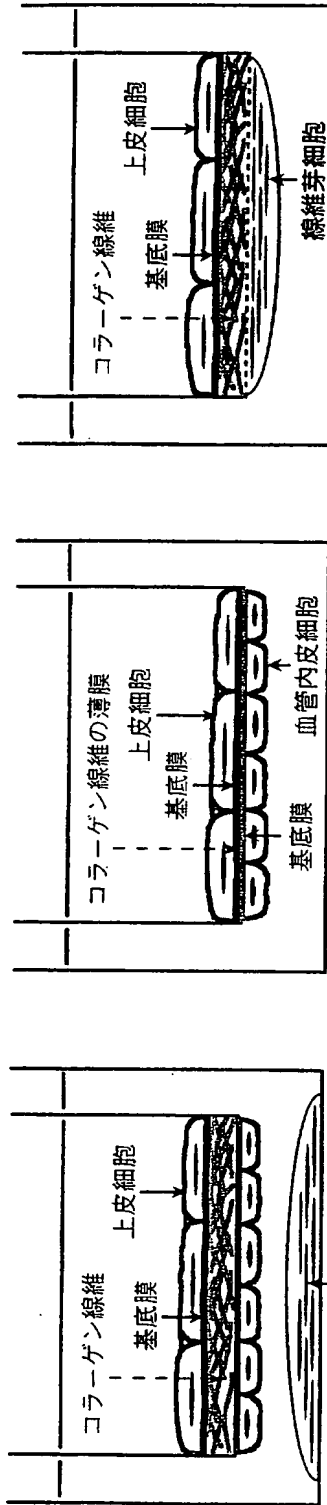 コラーゲン線維
上皮細胞
基底膜
コラーゲン線維の薄膜
上皮細胞
基底膜
基底膜
血管内皮細胞
コラーゲン線維
上皮細胞
基底膜
線維芽細胞